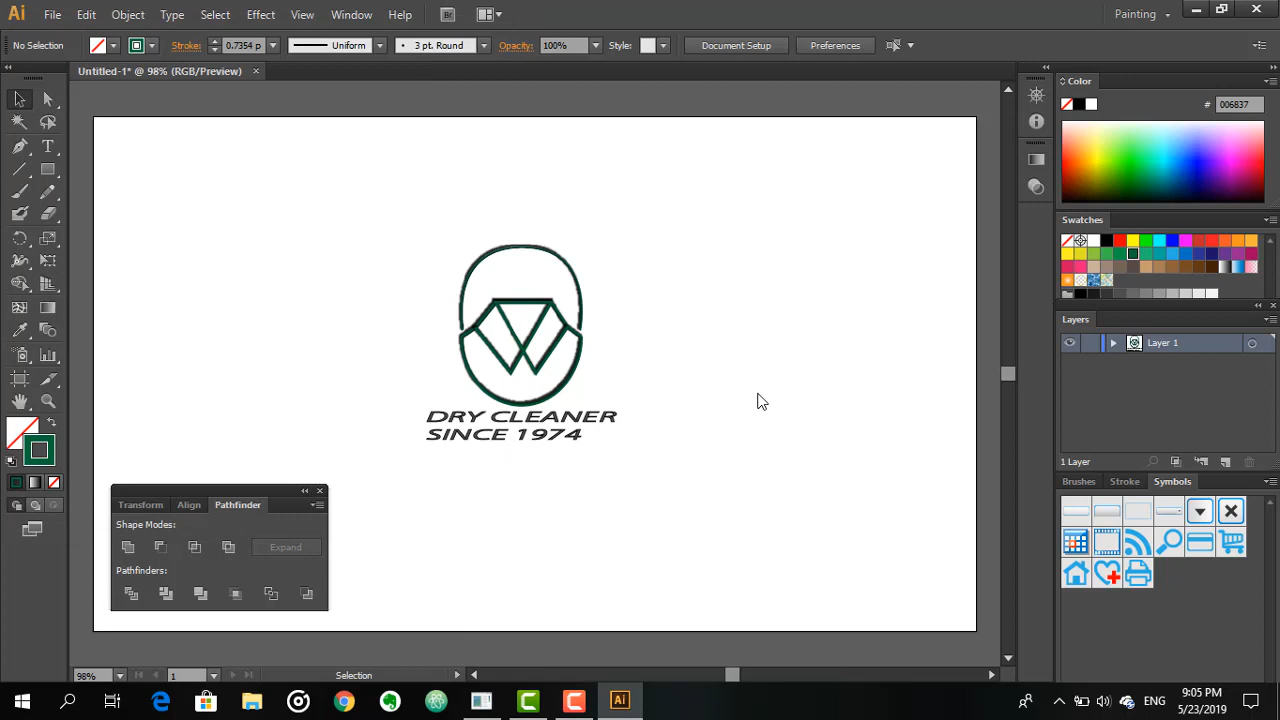 Ai File Edit Object Type Select Effect View Window Help Br Painting
No Selection Stroke: 0.7354 p Uniform 3 pt. Round Opacity: 100% Style: Document Setup Preferences
Untitled-1* @ 98% (RGB/Preview)
DRY CLEANER
SINCE 1974
Transform Align Pathfinder
Shape Modes:
Expand
Pathfinders:
Color
# 006837
Swatches
Layers
Layer 1
1 Layer
Brushes Stroke Symbols
98% 1 Selection
Ai ENG 9:05 PM
5/23/2019